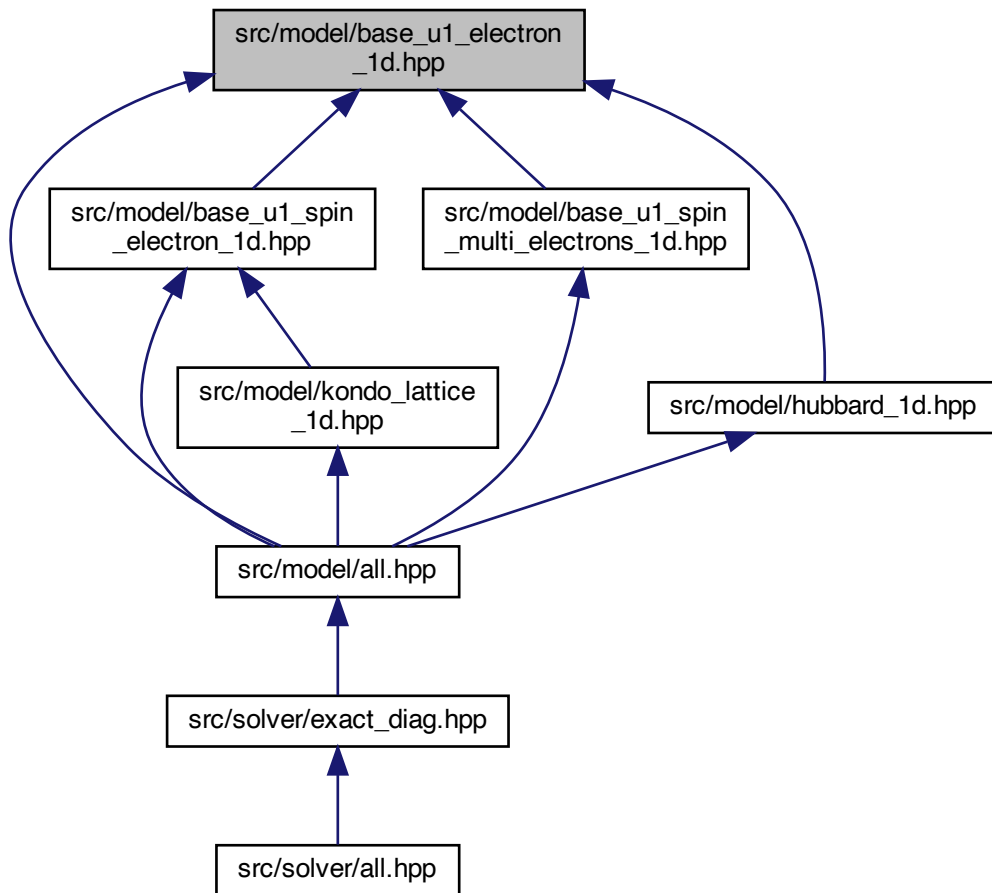 src/model/base_u1_electron
_1d.hpp
src/model/base_u1_spin
_electron_1d.hpp
src/model/base_u1_spin
_multi_electrons_1d.hpp
src/model/kondo_lattice
_1d.hpp
src/model/hubbard_1d.hpp
src/model/all.hpp
src/solver/exact_diag.hpp
src/solver/all.hpp